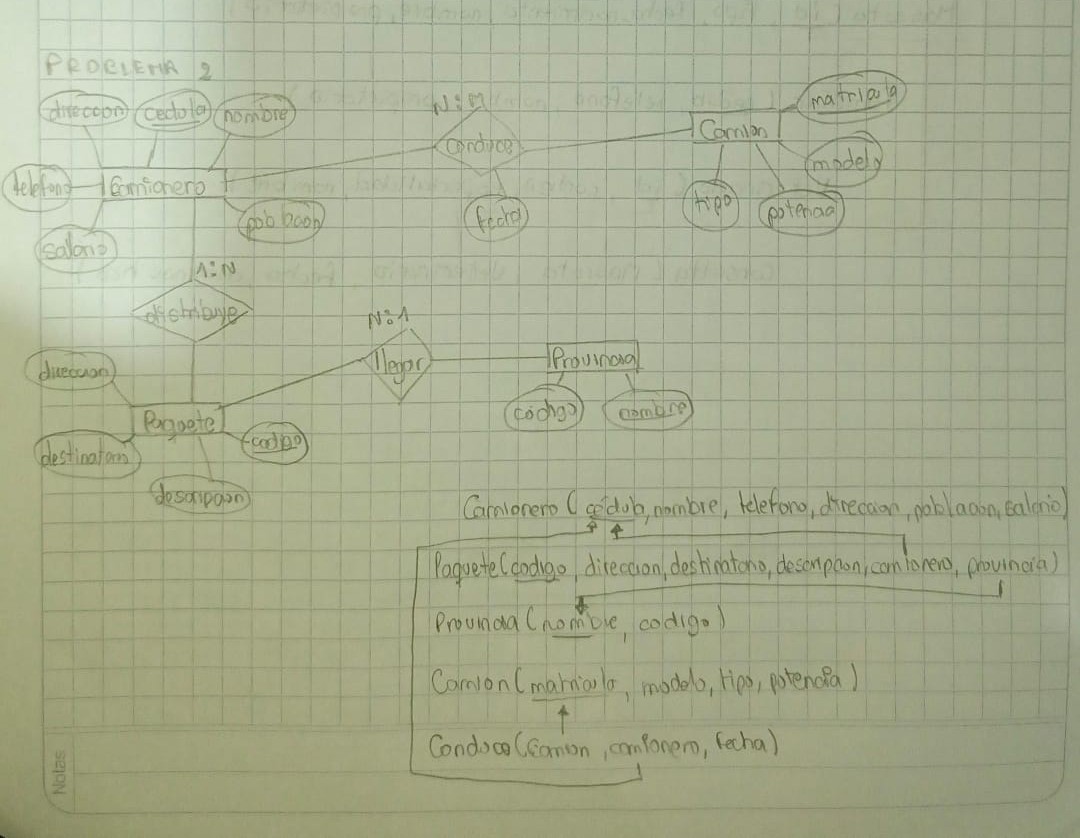 PROBLEMA 2
direccion cedula nombre
N:M
matricula
conduce
Camion
telefono Camionero
modelo
poblacion
fecha
tipo potencia
salario
1:N
distribuye
N:1
llegar Provincia
direccion
codigo nombre
Paquete
codigo
destinatario
descripcion
Camionero (cedula, nombre, telefono, direccion, poblacion, salario)
Paquete (codigo, direccion, destinatario, descripcion, camionero, provincia)
Provincia (nombre, codigo)
Camion (matricula, modelo, tipo, potencia)
Conduce (camion, camionero, fecha)
Notas